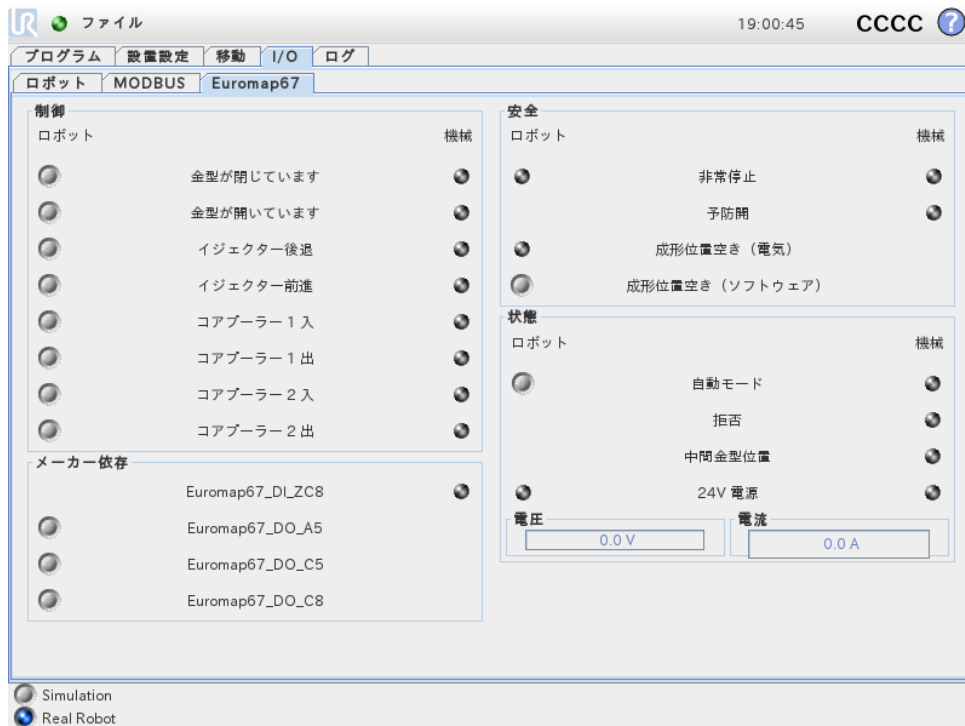 UR ファイル 19:00:45 CCCC ?
プログラム 設置設定 移動 I/O ログ
ロボット MODBUS Euromap67
制御
ロボット 機械
金型が閉じています
金型が開いています
イジェクター後退
イジェクター前進
コアプーラー１入
コアプーラー１出
コアプーラー２入
コアプーラー２出
メーカー依存
Euromap67_DI_ZC8
Euromap67_DO_A5
Euromap67_DO_C5
Euromap67_DO_C8
安全
ロボット 機械
非常停止
予防開
成形位置空き（電気）
成形位置空き（ソフトウェア）
状態
ロボット 機械
自動モード
拒否
中間金型位置
24V 電源
電圧 電流
0.0 V 0.0 A
Simulation
Real Robot